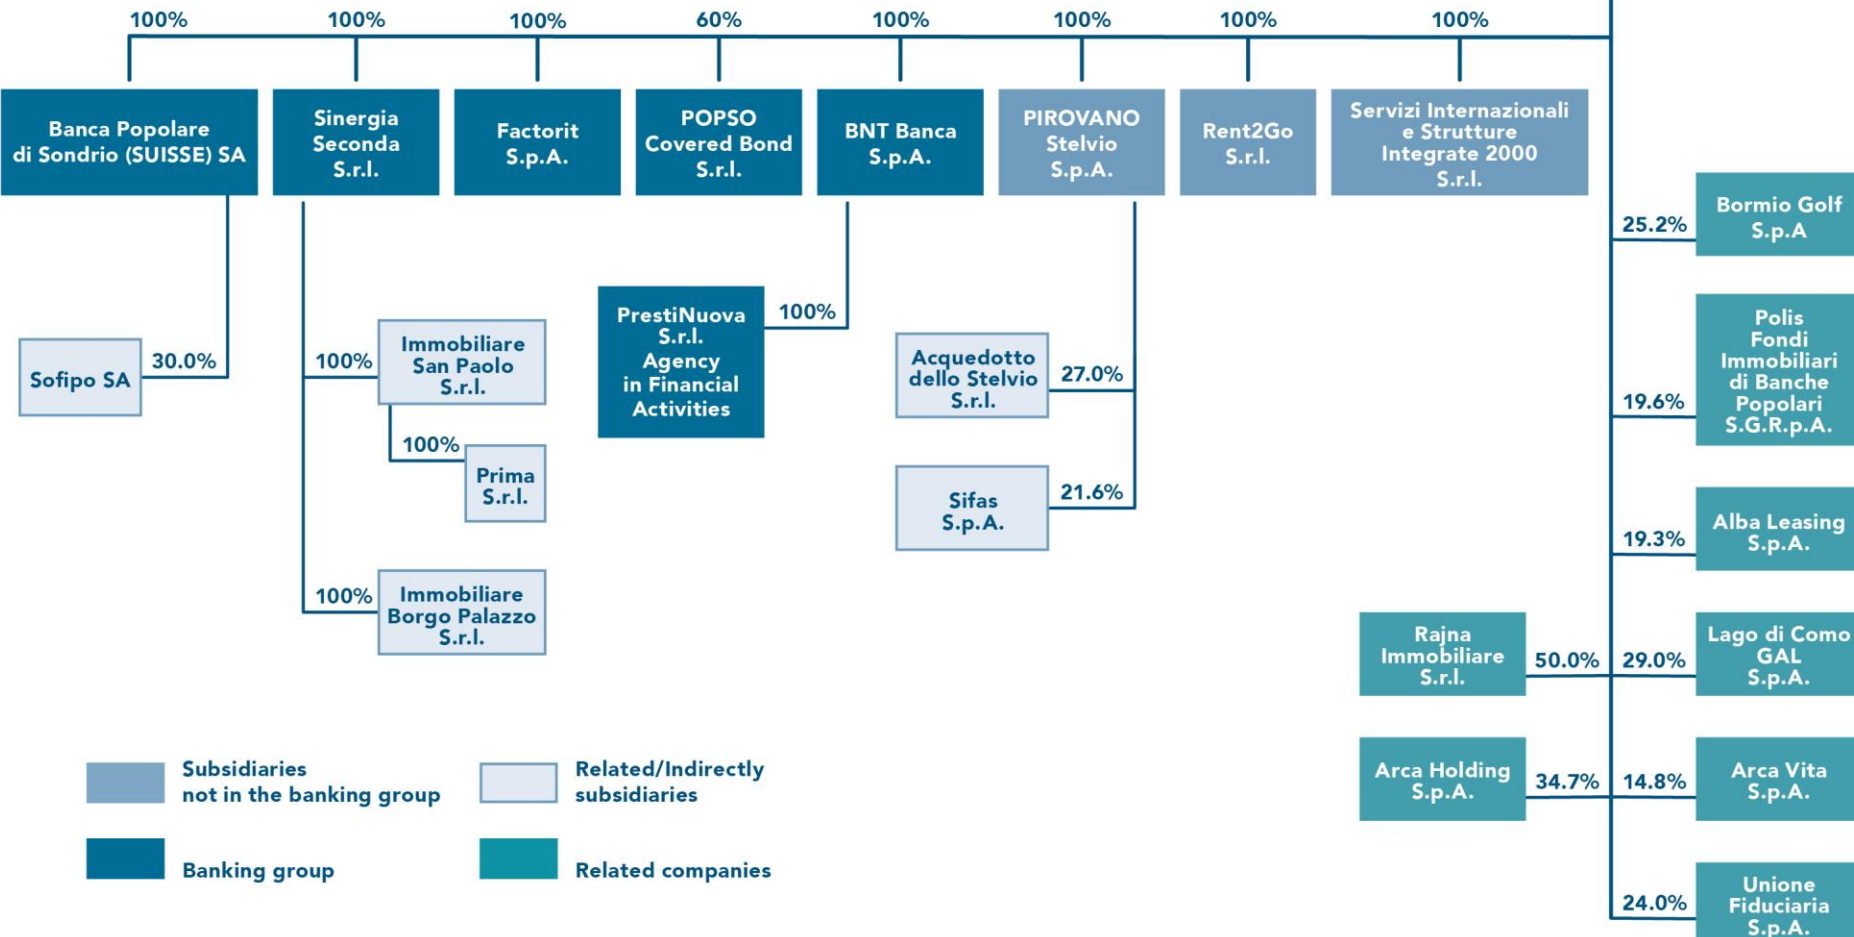 100%
100%
100%
60%
100%
100%
100%
100%
Banca Popolare
di Sondrio (SUISSE) SA
Sinergia
Seconda
S.r.l.
Factorit
S.p.A.
POPSO
Covered Bond
S.r.l.
BNT Banca
S.p.A.
PIROVANO
Stelvio
S.p.A.
Rent2Go
S.r.l.
Servizi Internazionali
e Strutture
Integrate 2000
S.r.l.
Sofipo SA
30.0%
100%
Immobiliare
San Paolo
S.r.l.
100%
Prima
S.r.l.
100%
Immobiliare
Borgo Palazzo
S.r.l.
PrestiNuova
S.r.l.
Agency
in Financial
Activities
100%
Acquedotto
dello Stelvio
S.r.l.
27.0%
Sifas
S.p.A.
21.6%
25.2%
Bormio Golf
S.p.A
19.6%
Polis
Fondi
Immobiliari
di Banche
Popolari
S.G.R.p.A.
19.3%
Alba Leasing
S.p.A.
Rajna
Immobiliare
S.r.l.
50.0%
29.0%
Lago di Como
GAL
S.p.A.
Arca Holding
S.p.A.
34.7%
14.8%
Arca Vita
S.p.A.
24.0%
Unione
Fiduciaria
S.p.A.
Subsidiaries
not in the banking group
Related/Indirectly
subsidiaries
Banking group
Related companies